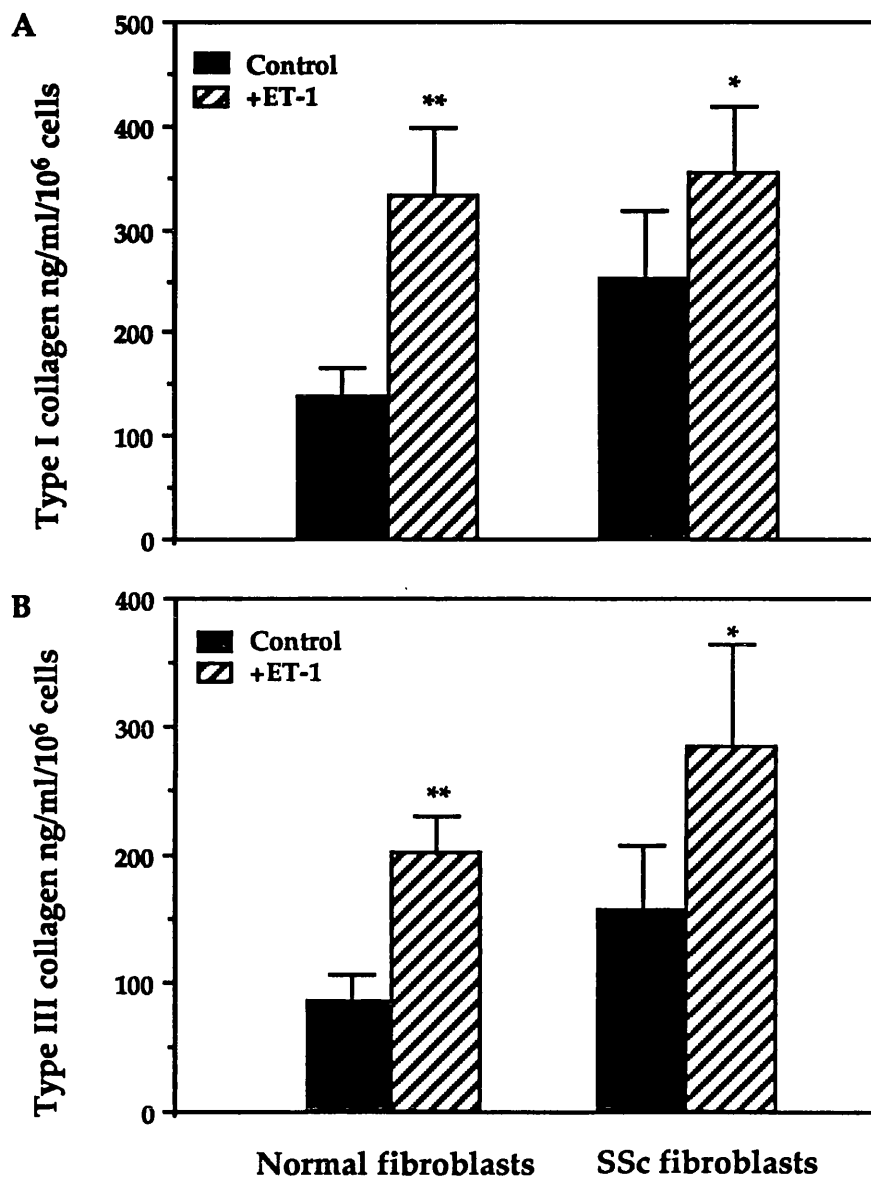 A
500
400
300
200
100
0
Type I collagen ng/ml/10⁶ cells
Control
+ET-1
**
*
B
400
300
200
100
0
Type III collagen ng/ml/10⁶ cells
Control
+ET-1
**
*
Normal fibroblasts
SSc fibroblasts